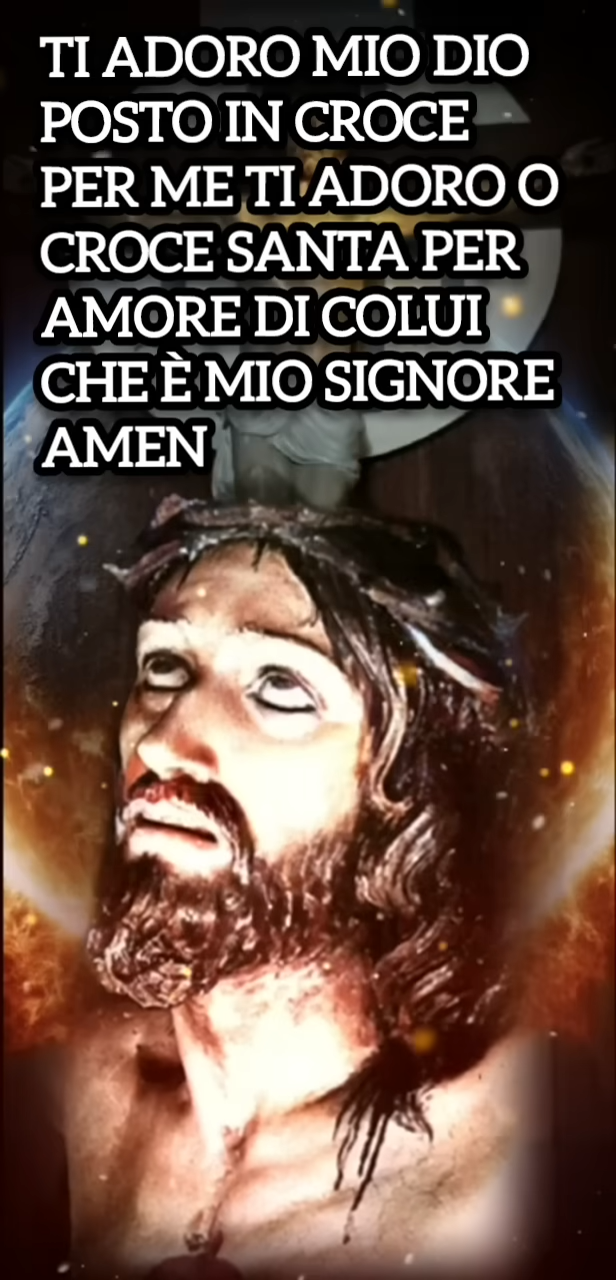 TI ADORO MIO DIO
POSTO IN CROCE
PER ME TI ADORO O
CROCE SANTA PER
AMORE DI COLUI
CHE È MIO SIGNORE
AMEN